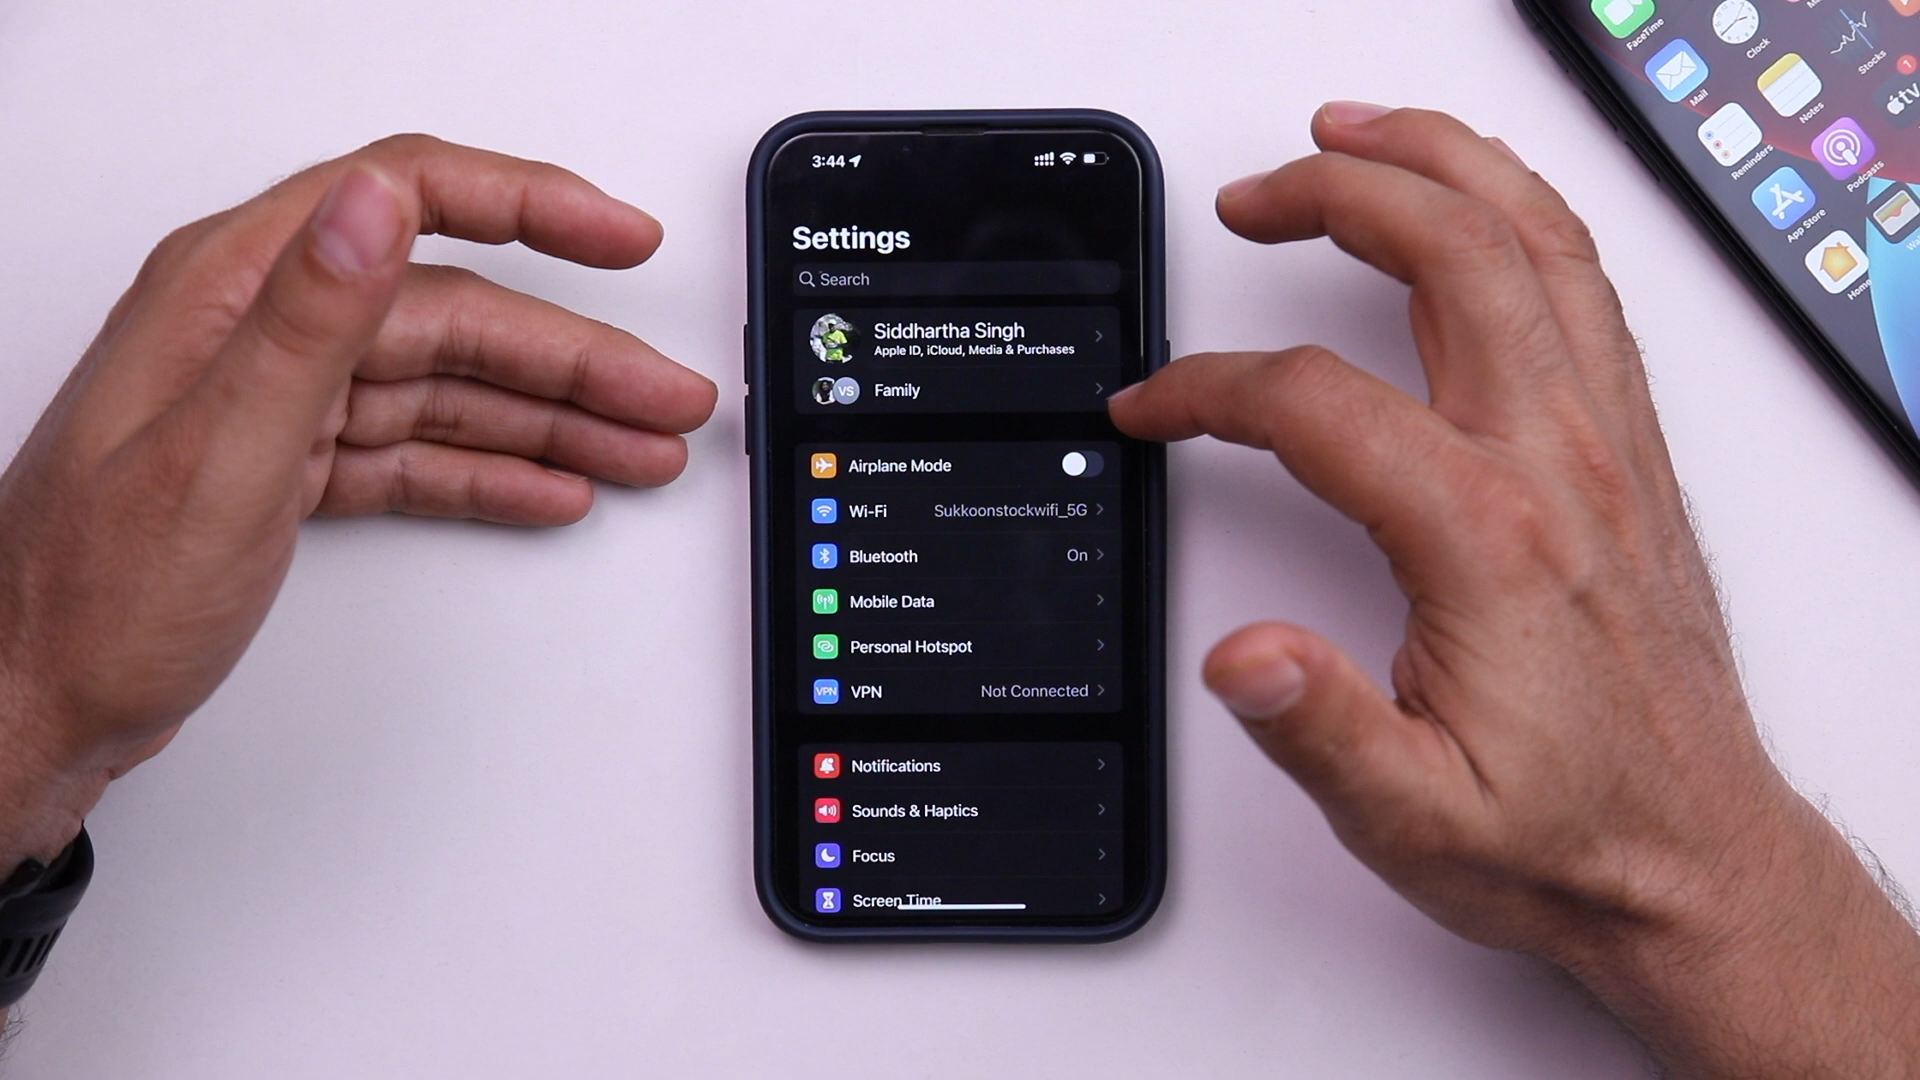 3:44
Settings
Search
Siddhartha Singh
Apple ID, iCloud, Media & Purchases
VS Family
Airplane Mode
Wi-Fi Sukkoonstockwifi_5G
Bluetooth On
Mobile Data
Personal Hotspot
VPN VPN Not Connected
Notifications
Sounds & Haptics
Focus
Screen Time
FaceTime
Clock
Stocks
1
Mail
Notes
tv
Reminders
Podcasts
App Store
Home